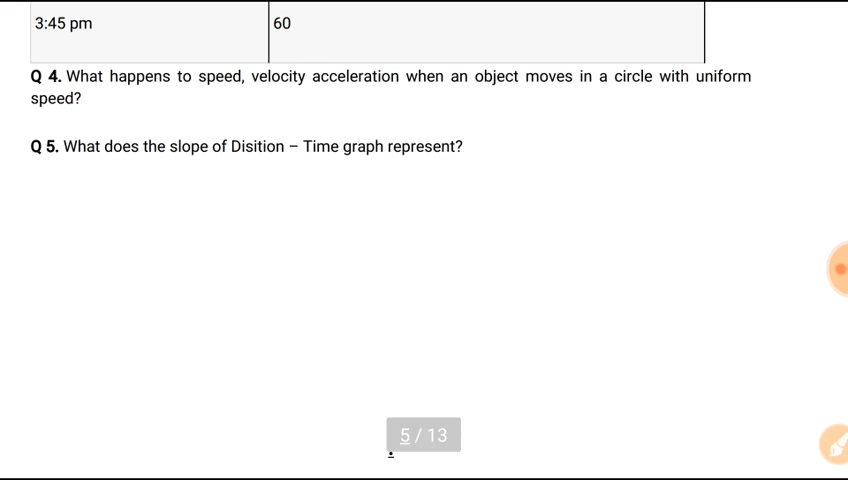 3:45 pm 60
Q 4. What happens to speed, velocity acceleration when an object moves in a circle with uniform
speed?
Q 5. What does the slope of Disition – Time graph represent?
5 / 13